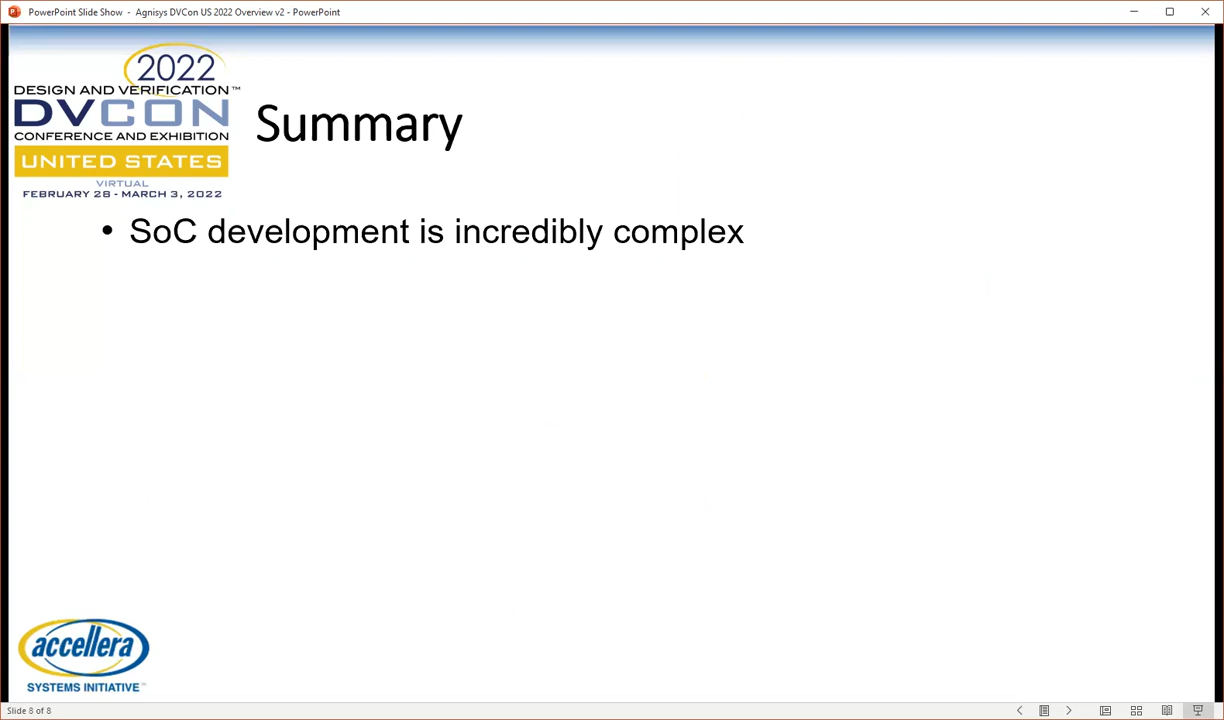 PowerPoint Slide Show - Agnisys DVCon US 2022 Overview v2 - PowerPoint
2022
DESIGN AND VERIFICATION™
DVCON
CONFERENCE AND EXHIBITION
UNITED STATES
VIRTUAL
FEBRUARY 28 - MARCH 3, 2022
Summary
• SoC development is incredibly complex
accellera
SYSTEMS INITIATIVE™
Slide 8 of 8